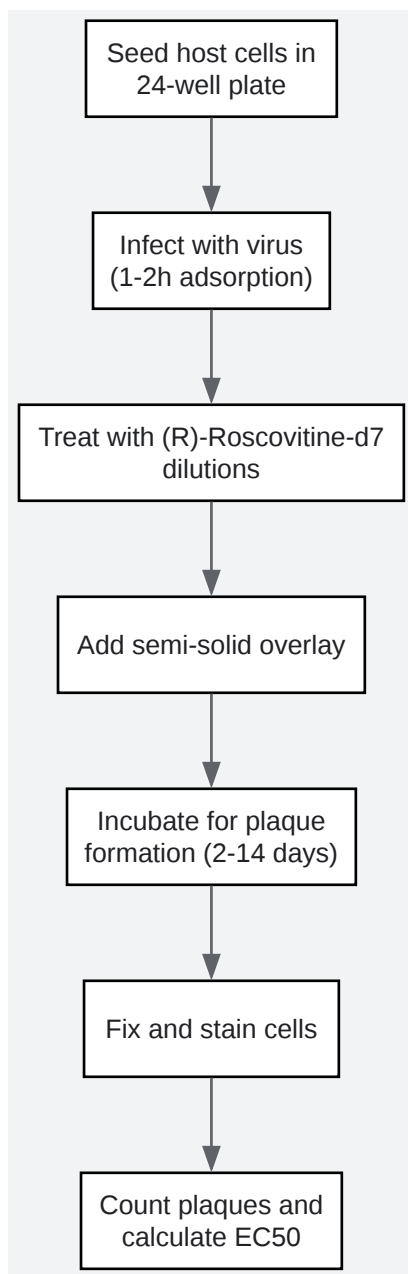 Seed host cells in
24-well plate
Infect with virus
(1-2h adsorption)
Treat with (R)-Roscovitine-d7
dilutions
Add semi-solid overlay
Incubate for plaque
formation (2-14 days)
Fix and stain cells
Count plaques and
calculate EC50